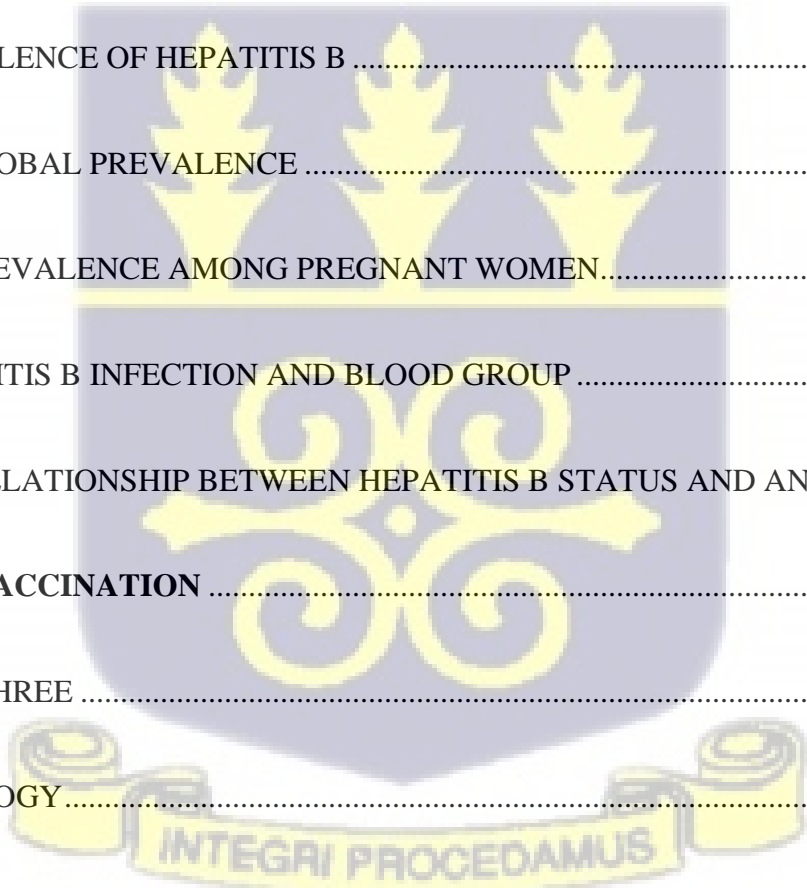 LENCE OF HEPATITIS B ................................................................
OBAL PREVALENCE ................................................................
EVALENCE AMONG PREGNANT WOMEN................................
ITIS B INFECTION AND BLOOD GROUP ................................
LATIONSHIP BETWEEN HEPATITIS B STATUS AND AN
ACCINATION ................................................................
HREE ................................................................
OGY................................................................
INTEGRI PROCEDAMUS